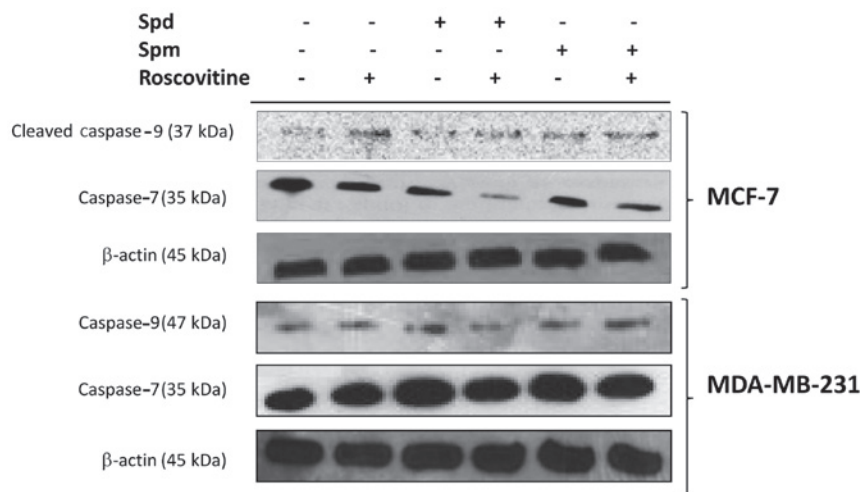 Spd - - + + - -
Spm - - - - + +
Roscovitine - + - + - +
Cleaved caspase-9 (37 kDa)
Caspase-7 (35 kDa)
MCF-7
β-actin (45 kDa)
Caspase-9 (47 kDa)
Caspase-7 (35 kDa)
MDA-MB-231
β-actin (45 kDa)